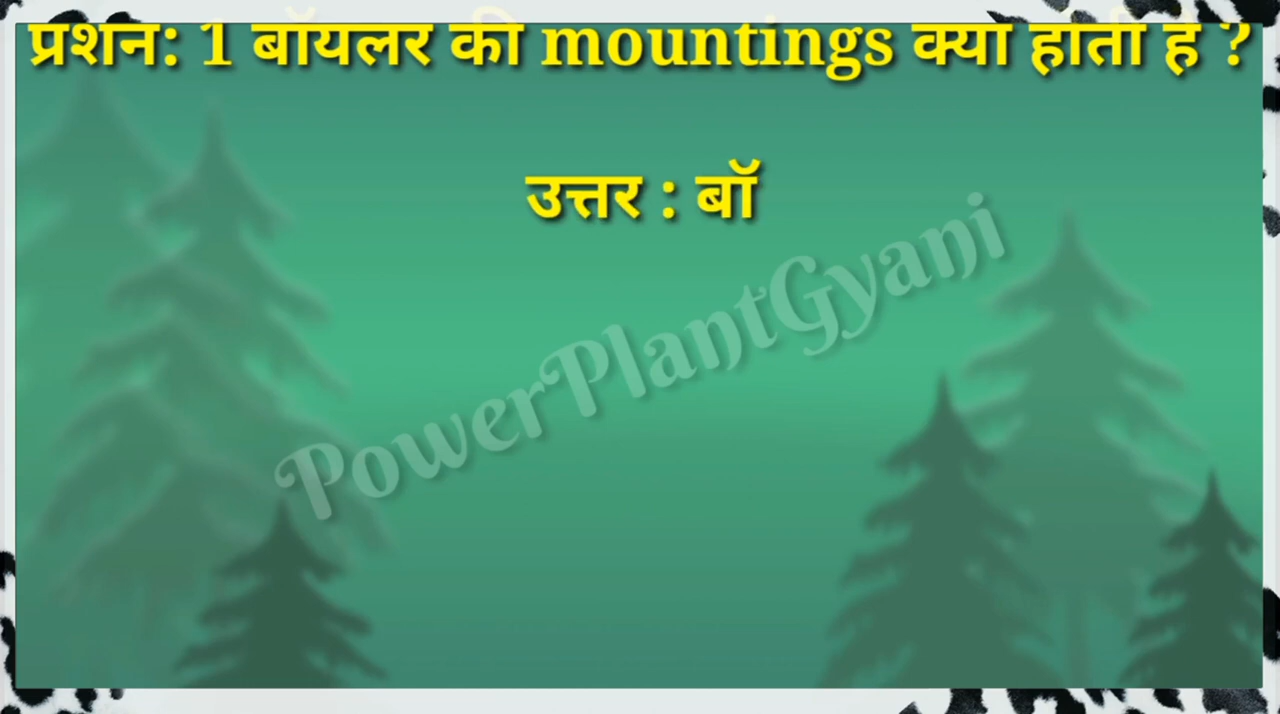 प्रशन: 1 बॉयलर की mountings क्या होती है ?
उत्तर : बॉ
PowerPlantGyani